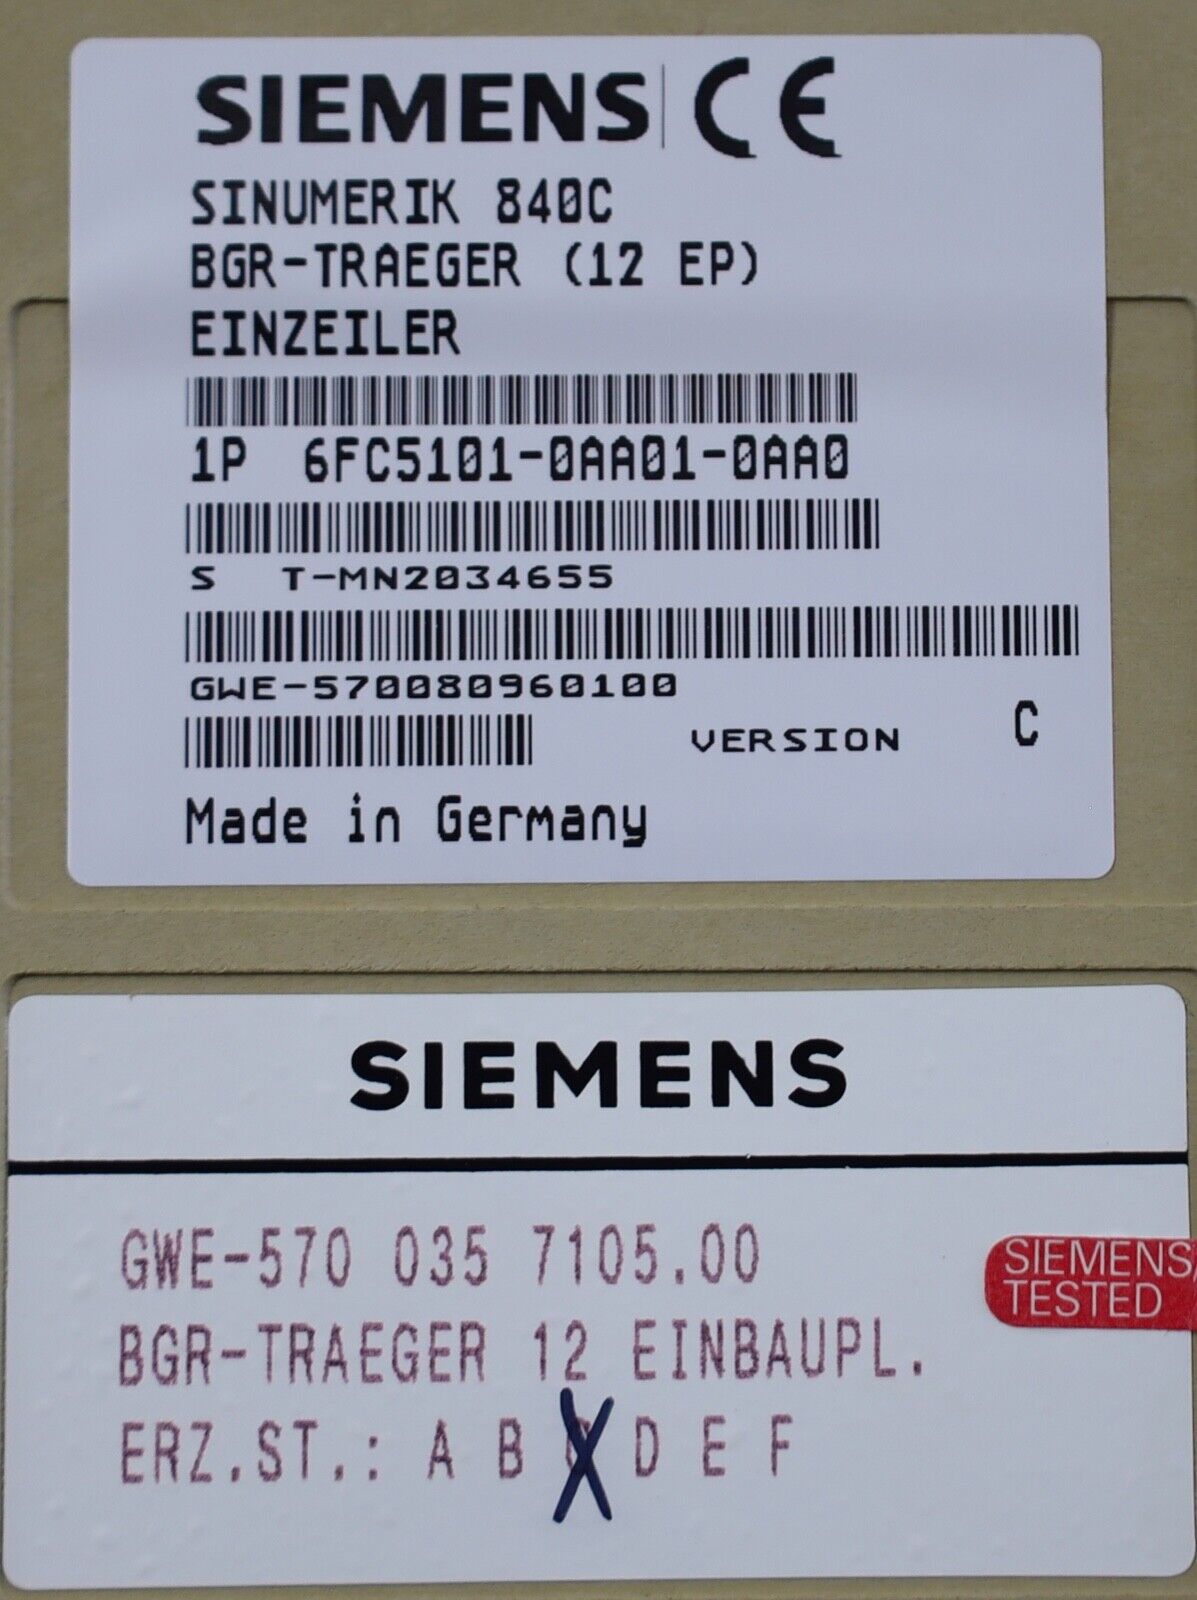 SIEMENS CE
SINUMERIK 840C
BGR-TRAEGER (12 EP)
EINZEILER
1P 6FC5101-0AA01-0AA0
S T-MN2034655
GWE-570080960100
VERSION C
Made in Germany
SIEMENS
GWE-570 035 7105.00
SIEMENS
TESTED
BGR-TRAEGER 12 EINBAUPL.
ERZ.ST.: A B C D E F